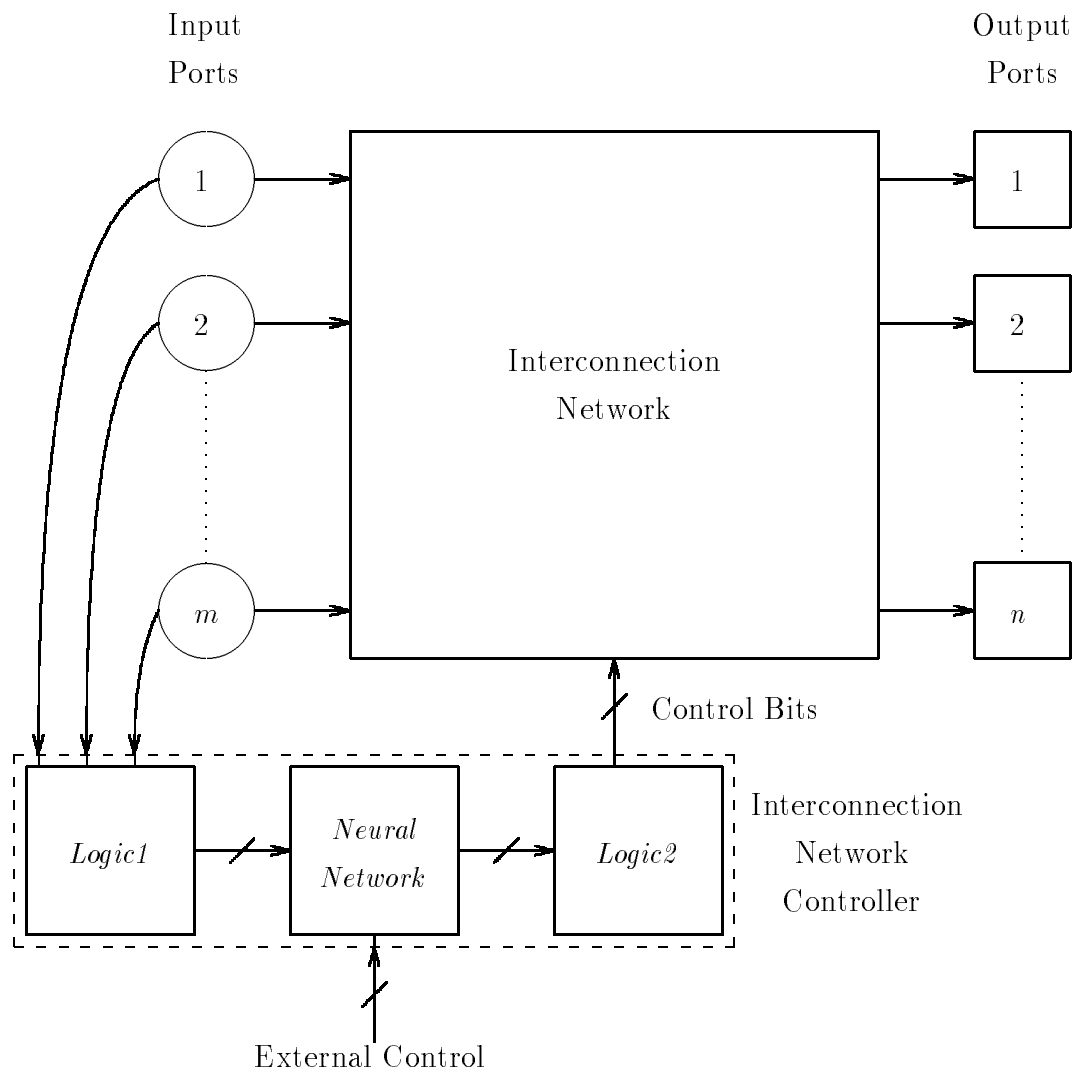 Input
Ports
Output
Ports
1
1
2
2
Interconnection
Network
m
n
Control Bits
Interconnection
Network
Controller
Logic1
Neural
Network
Logic2
External Control